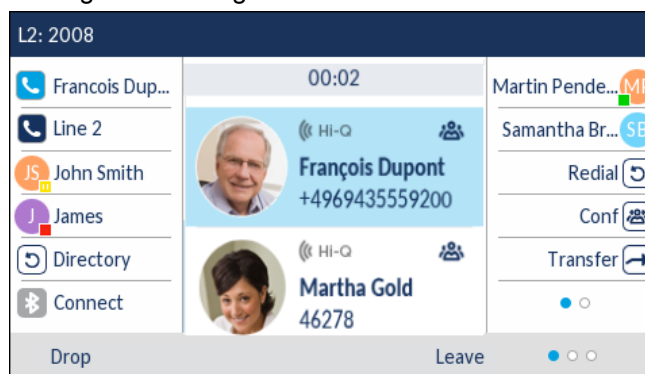 L2: 2008
Francois Dup...
Line 2
JS John Smith
J James
Directory
Connect
00:02
Hi-Q
François Dupont
+4969435559200
Hi-Q
Martha Gold
46278
Martin Pende...
Samantha Br... SB
Redial
Conf
Transfer
Drop
Leave